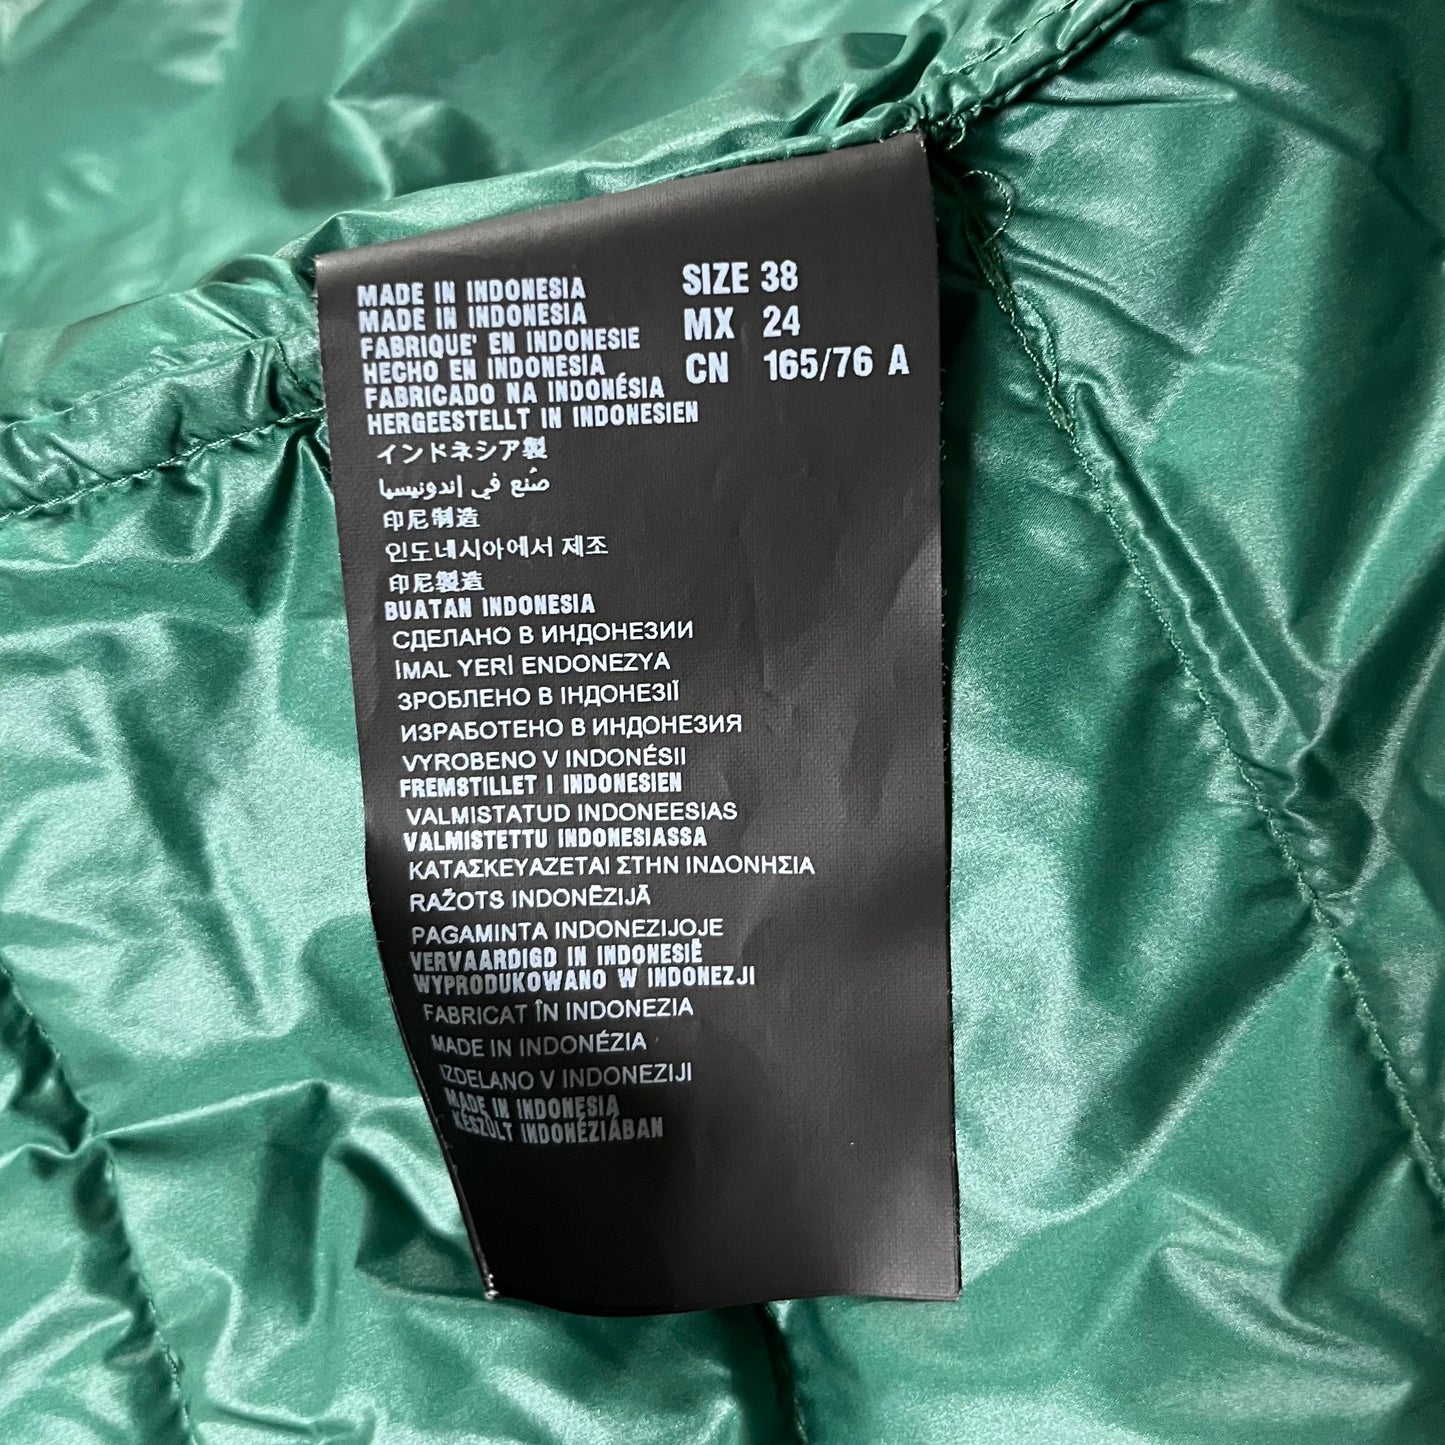 MADE IN INDONESIA
MADE IN INDONESIA
FABRIQUE' EN INDONESIE
HECHO EN INDONESIA
FABRICADO NA INDONÉSIA
HERGEESTELLT IN INDONESIEN
インドネシア製
صُنع في إندونيسيا
印尼制造
인도네시아에서 제조
印尼製造
BUATAN INDONESIA
СДЕЛАНО В ИНДОНЕЗИИ
İMAL YERİ ENDONEZYA
ЗРОБЛЕНО В ІНДОНЕЗІЇ
ИЗРАБОТЕНО В ИНДОНЕЗИЯ
VYROBENO V INDONÉSII
FREMSTILLET I INDONESIEN
VALMISTATUD INDONEESIAS
VALMISTETTU INDONESIASSA
ΚΑΤΑΣΚΕΥΑΖΕΤΑΙ ΣΤΗΝ ΙΝΔΟΝΗΣΙΑ
RAŽOTS INDONĒZIJĀ
PAGAMINTA INDONEZIJOJE
VERVAARDIGD IN INDONESIË
WYPRODUKOWANO W INDONEZJI
FABRICAT ÎN INDONEZIA
MADE IN INDONÉZIA
IZDELANO V INDONEZIJI
MADE IN INDONESIA
KÉSZÜLT INDONÉZIÁBAN
SIZE 38
MX 24
CN 165/76 A